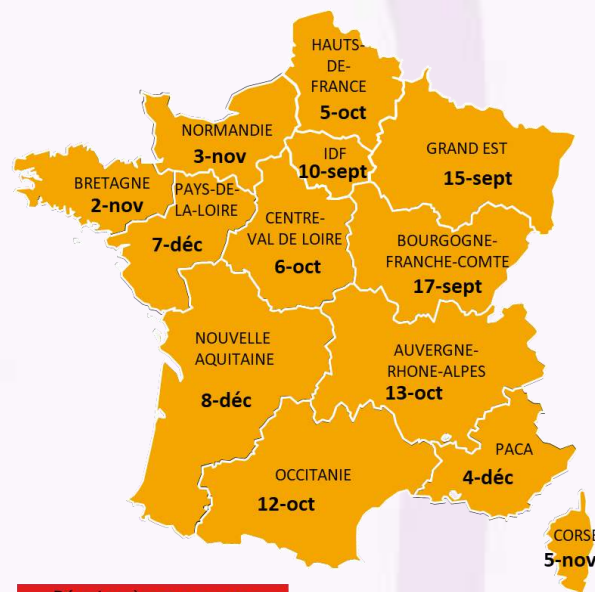 HAUTS-
DE-
FRANCE
5-oct
NORMANDIE
3-nov
IDF
10-sept
GRAND EST
15-sept
BRETAGNE
2-nov
PAYS-DE-
LA-LOIRE
7-déc
CENTRE-
VAL DE LOIRE
6-oct
BOURGOGNE-
FRANCHE-COMTE
17-sept
NOUVELLE
AQUITAINE
8-déc
AUVERGNE-
RHONE-ALPES
13-oct
OCCITANIE
12-oct
PACA
4-déc
CORSE
5-nov